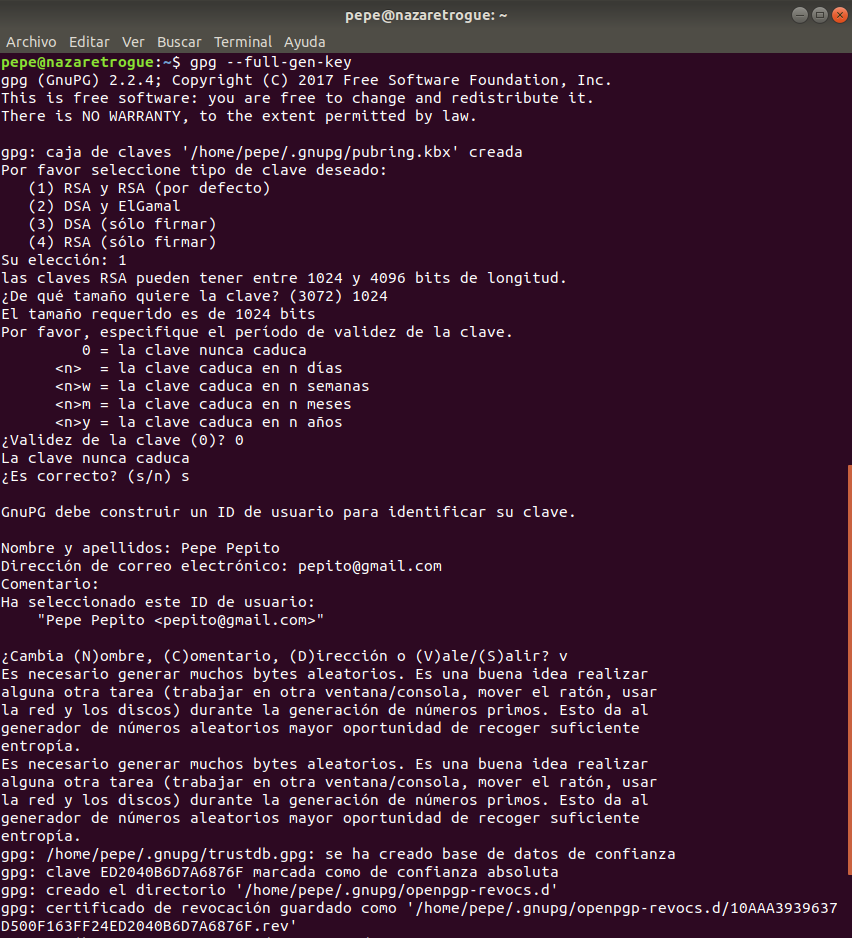 pepe@nazaretrogue: ~
Archivo Editar Ver Buscar Terminal Ayuda
pepe@nazaretrogue:~$ gpg --full-gen-key
gpg (GnuPG) 2.2.4; Copyright (C) 2017 Free Software Foundation, Inc.
This is free software: you are free to change and redistribute it.
There is NO WARRANTY, to the extent permitted by law.

gpg: caja de claves '/home/pepe/.gnupg/pubring.kbx' creada
Por favor seleccione tipo de clave deseado:
   (1) RSA y RSA (por defecto)
   (2) DSA y ElGamal
   (3) DSA (sólo firmar)
   (4) RSA (sólo firmar)
Su elección: 1
las claves RSA pueden tener entre 1024 y 4096 bits de longitud.
¿De qué tamaño quiere la clave? (3072) 1024
El tamaño requerido es de 1024 bits
Por favor, especifique el período de validez de la clave.
         0 = la clave nunca caduca
      <n>  = la clave caduca en n días
      <n>w = la clave caduca en n semanas
      <n>m = la clave caduca en n meses
      <n>y = la clave caduca en n años
¿Validez de la clave (0)? 0
La clave nunca caduca
¿Es correcto? (s/n) s

GnuPG debe construir un ID de usuario para identificar su clave.

Nombre y apellidos: Pepe Pepito
Dirección de correo electrónico: pepito@gmail.com
Comentario:
Ha seleccionado este ID de usuario:
    "Pepe Pepito <pepito@gmail.com>"

¿Cambia (N)ombre, (C)omentario, (D)irección o (V)ale/(S)alir? v
Es necesario generar muchos bytes aleatorios. Es una buena idea realizar
alguna otra tarea (trabajar en otra ventana/consola, mover el ratón, usar
la red y los discos) durante la generación de números primos. Esto da al
generador de números aleatorios mayor oportunidad de recoger suficiente
entropía.
Es necesario generar muchos bytes aleatorios. Es una buena idea realizar
alguna otra tarea (trabajar en otra ventana/consola, mover el ratón, usar
la red y los discos) durante la generación de números primos. Esto da al
generador de números aleatorios mayor oportunidad de recoger suficiente
entropía.
gpg: /home/pepe/.gnupg/trustdb.gpg: se ha creado base de datos de confianza
gpg: clave ED2040B6D7A6876F marcada como de confianza absoluta
gpg: creado el directorio '/home/pepe/.gnupg/openpgp-revocs.d'
gpg: certificado de revocación guardado como '/home/pepe/.gnupg/openpgp-revocs.d/10AAA3939637
D500F163FF24ED2040B6D7A6876F.rev'